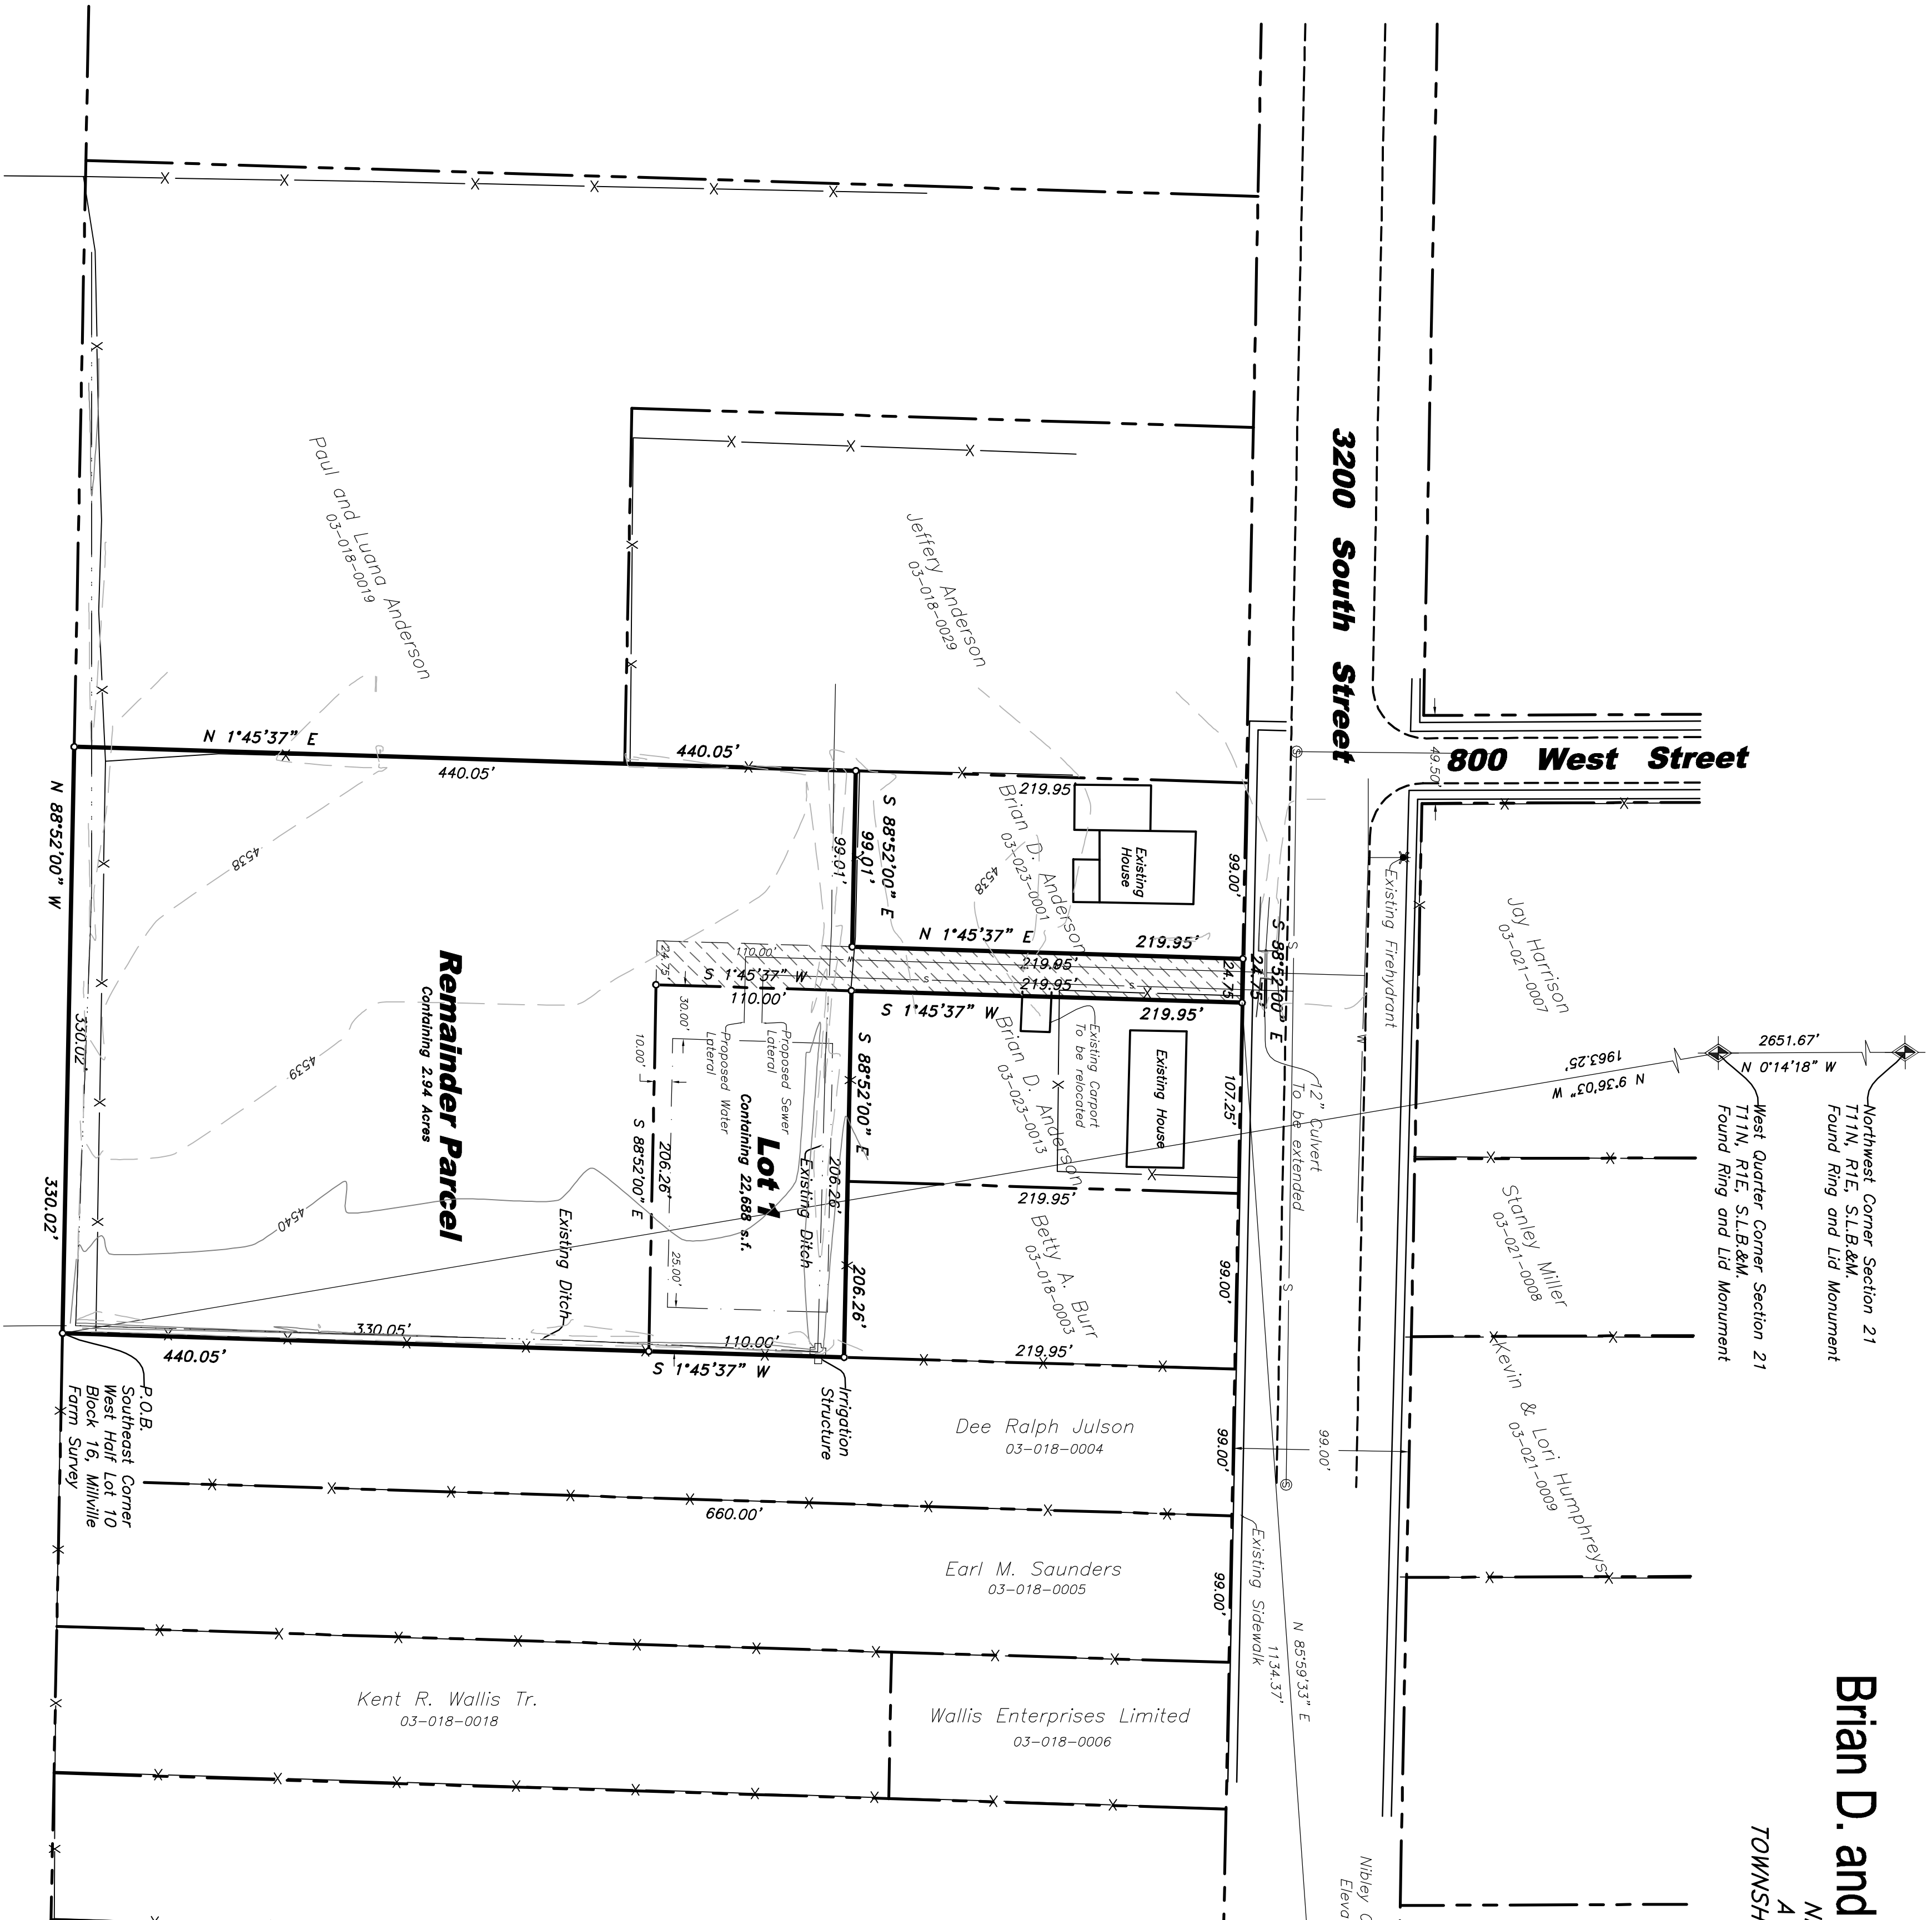 3200 South Street
800 West Street
49.50'
Paul and Luana Anderson
03-018-0019
Jeffery Anderson
03-018-0029
Brian D. Anderson
03-023-0001
Existing
House
4538
Brian D. Anderson
03-023-0013
Existing House
Existing Carport
To be relocated
Betty A. Burr
03-018-0003
Dee Ralph Julson
03-018-0004
Earl M. Saunders
03-018-0005
Kent R. Wallis Tr.
03-018-0018
Wallis Enterprises Limited
03-018-0006
Jay Harrison
03-021-0007
Stanley Miller
03-021-0008
Kevin & Lori Humphreys
03-021-0009
Existing Firehydrant
12" Culvert
To be extended
Existing Sidewalk
N 85°59'33" E
1134.37'
Northwest Corner Section 21
T11N, R1E, S.L.B.&M.
Found Ring and Lid Monument
West Quarter Corner Section 21
T11N, R1E, S.L.B.&M.
Found Ring and Lid Monument
2651.67'
N 0°14'18" W
1963.25'
N 9°36'03" W
N 1°45'37" E
440.05'
440.05'
219.95'
S 88°52'00" E
99.01'
99.01'
99.00'
N 1°45'37" E
219.95'
219.95'
219.95'
S 1°45'37" W
219.95'
S 88°52'00" E
24.75'
24.75
107.25'
219.95'
219.95'
99.00'
99.00'
99.00'
99.00'
660.00'
110.00'
24.75'
S 1°45'37" W
110.00'
30.00'
10.00'
25.00'
Proposed Sewer
Lateral
Proposed Water
Lateral
Lot 1
Containing 22,688 s.f.
S 88°52'00" E
206.26'
206.26'
206.26'
S 88°52'00" E
Existing Ditch
Existing Ditch
110.00'
S 1°45'37" W
330.05'
440.05'
Irrigation
Structure
Remainder Parcel
Containing 2.94 Acres
4538
4539
4540
N 88°52'00" W
330.02'
330.02'
P.O.B.
Southeast Corner
West Half Lot 10
Block 16, Millville
Farm Survey
S
S
S
S
S
S
S
W
W
Brian D. and
A
TOWNSH
Nibley